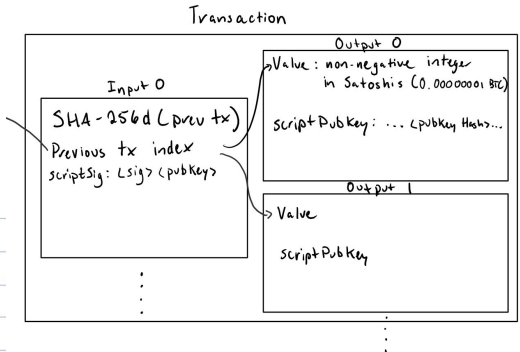 Transaction
Input 0
SHA-256d (prev tx)
Previous tx index
scriptSig: <sig> <pubKey>
Output 0
Value: non-negative integer
in Satoshis (0.00000001 BTC)
scriptPubKey: ... <pubKey Hash> ...
Output 1
Value
scriptPubKey